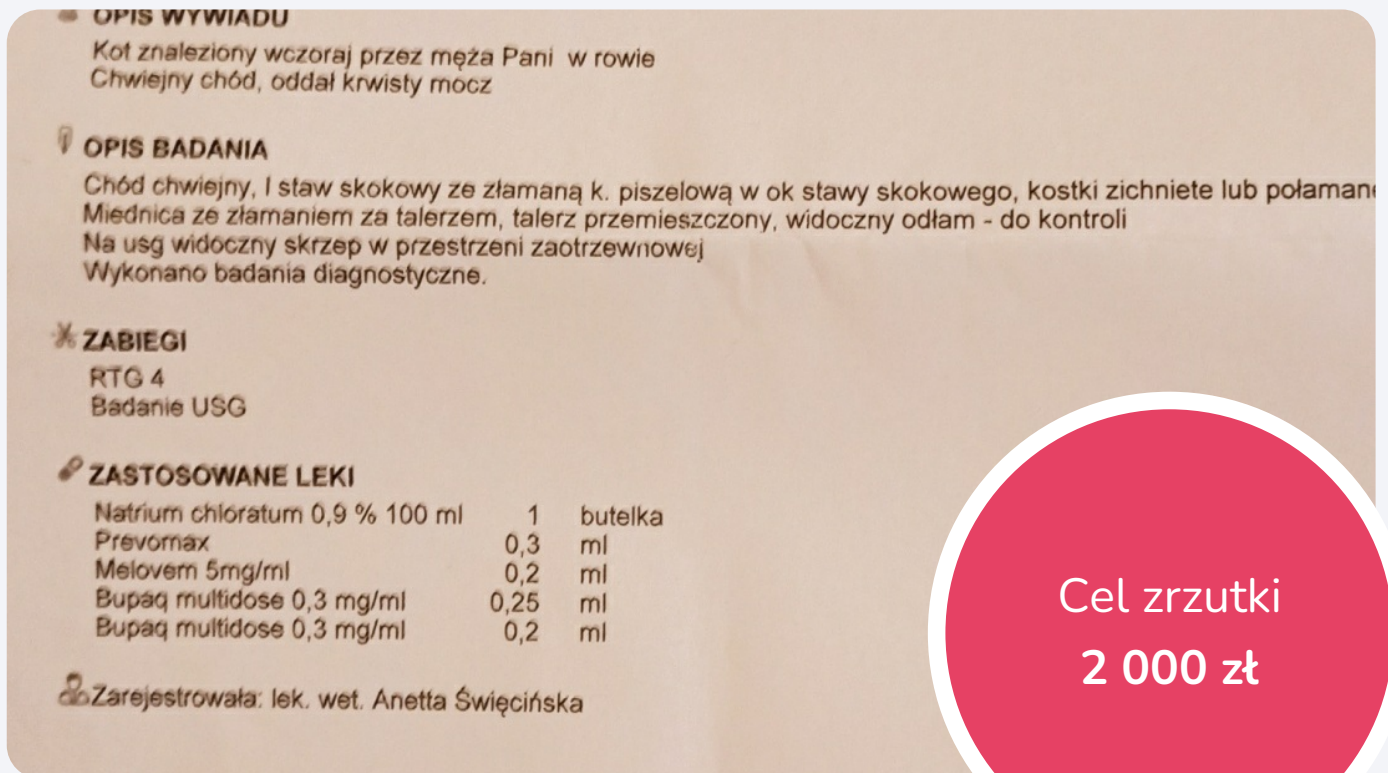 OPIS WYWIADU
Kot znaleziony wczoraj przez męża Pani w rowie
Chwiejny chód, oddał krwisty mocz
OPIS BADANIA
Chód chwiejny, I staw skokowy ze złamaną k. piszelową w ok stawy skokowego, kostki zichniete lub połamane
Miednica ze złamaniem za talerzem, talerz przemieszczony, widoczny odłam - do kontroli
Na usg widoczny skrzep w przestrzeni zaotrzewnowej
Wykonano badania diagnostyczne.
ZABIEGI
RTG 4
Badanie USG
ZASTOSOWANE LEKI
Natrium chloratum 0,9 % 100 ml 1 butelka
Prevomax 0,3 ml
Melovem 5mg/ml 0,2 ml
Bupaq multidose 0,3 mg/ml 0,25 ml
Bupaq multidose 0,3 mg/ml 0,2 ml
Zarejestrowała: lek. wet. Anetta Święcińska
Cel zrzutki
2 000 zł